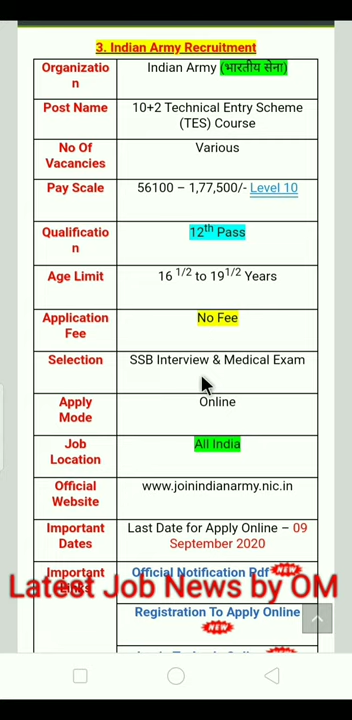 3. Indian Army Recruitment
Organizatio
n
Indian Army (भारतीय सेना)
Post Name
10+2 Technical Entry Scheme
(TES) Course
No Of
Vacancies
Various
Pay Scale
56100 – 1,77,500/- Level 10
Qualificatio
n
12th Pass
Age Limit
16 1/2 to 19 1/2 Years
Application
Fee
No Fee
Selection
SSB Interview & Medical Exam
Apply
Mode
Online
Job
Location
All India
Official
Website
www.joinindianarmy.nic.in
Important
Dates
Last Date for Apply Online – 09
September 2020
Important
Links
Official Notification Pdf NEW
Latest Job News by OM
Registration To Apply Online
NEW